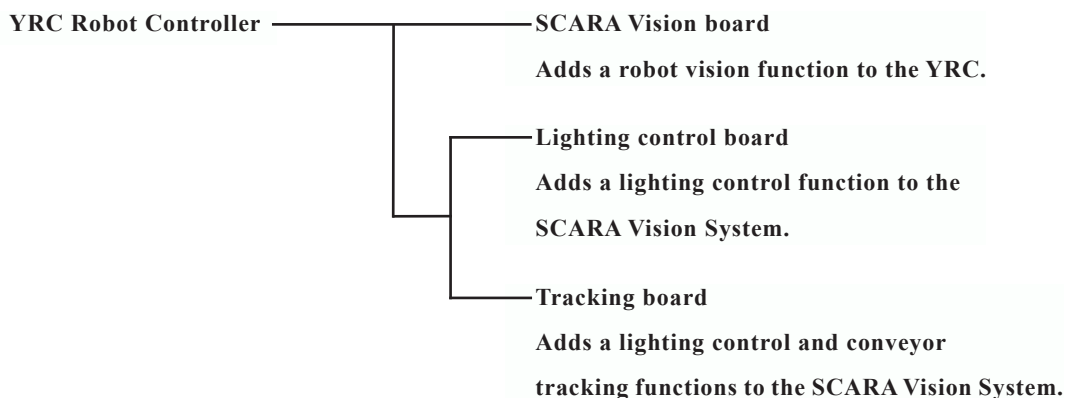 YRC Robot Controller
SCARA Vision board
Adds a robot vision function to the YRC.
Lighting control board
Adds a lighting control function to the
SCARA Vision System.
Tracking board
Adds a lighting control and conveyor
tracking functions to the SCARA Vision System.